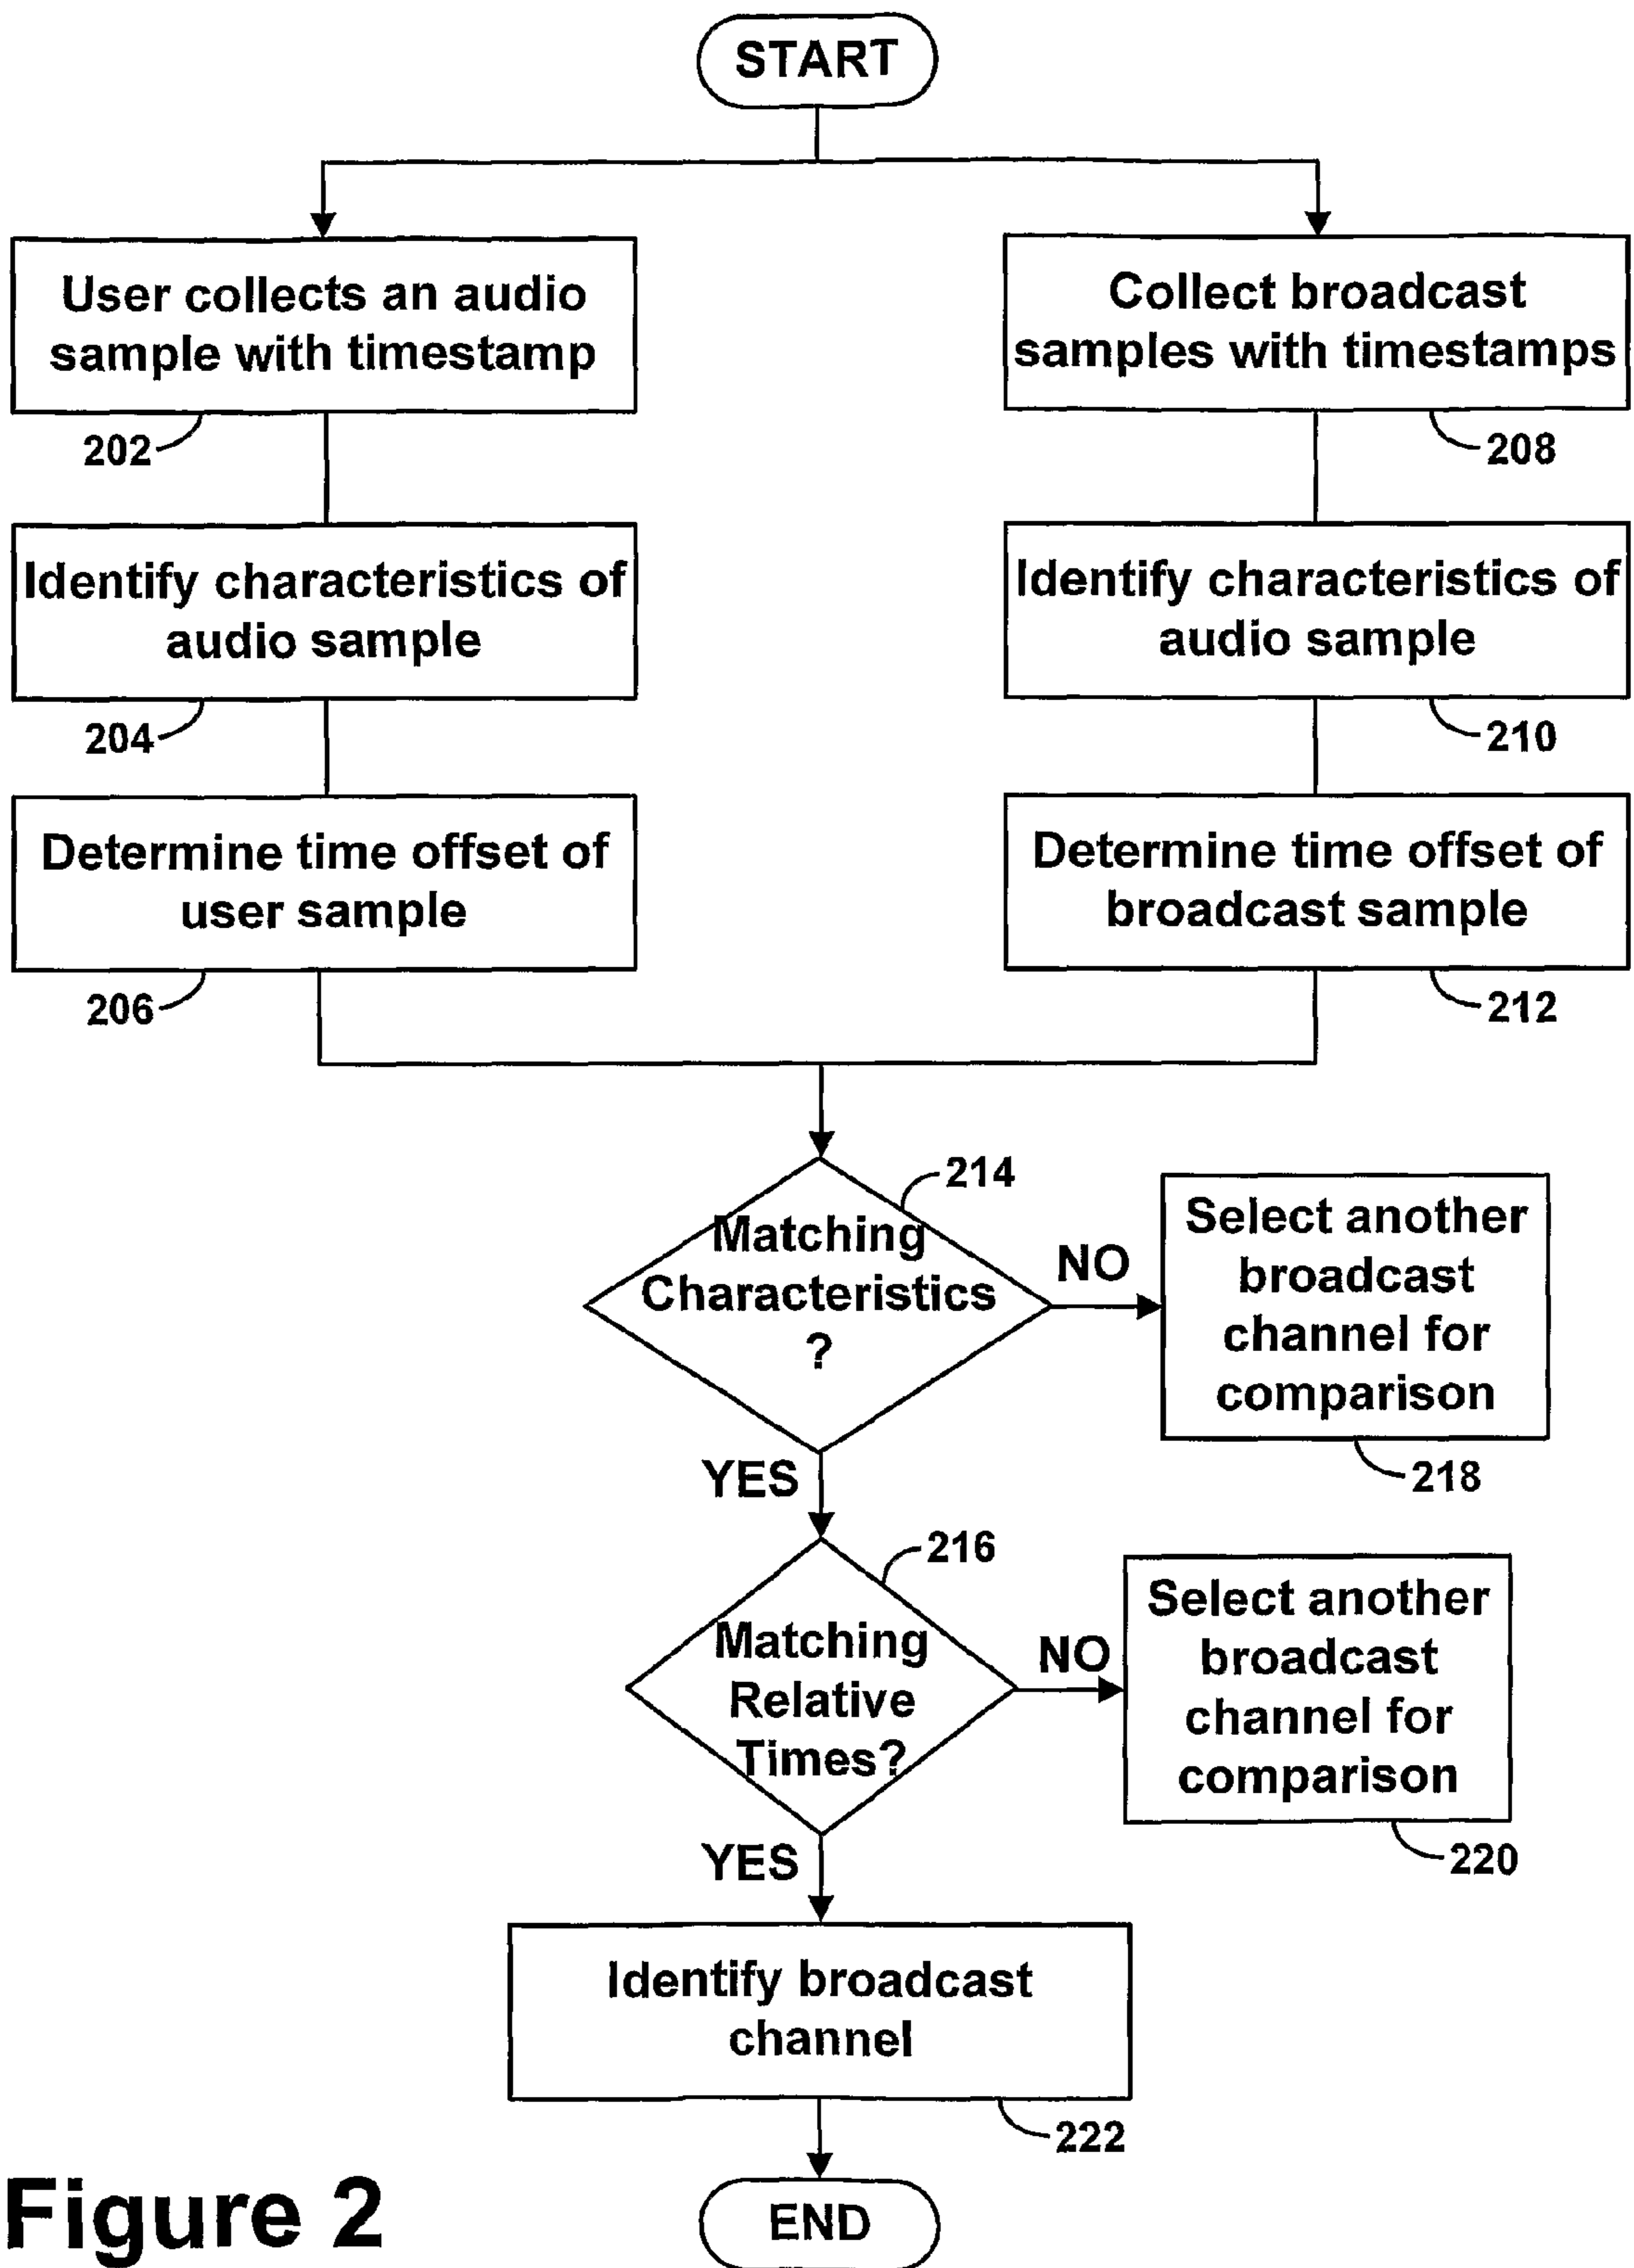 START
User collects an audio
sample with timestamp
202
Collect broadcast
samples with timestamps
208
Identify characteristics of
audio sample
204
Identify characteristics of
audio sample
210
Determine time offset of
user sample
206
Determine time offset of
broadcast sample
212
214
Matching
Characteristics
?
NO
Select another
broadcast
channel for
comparison
218
YES
216
Matching
Relative
Times?
NO
Select another
broadcast
channel for
comparison
220
YES
Identify broadcast
channel
222
END
Figure 2